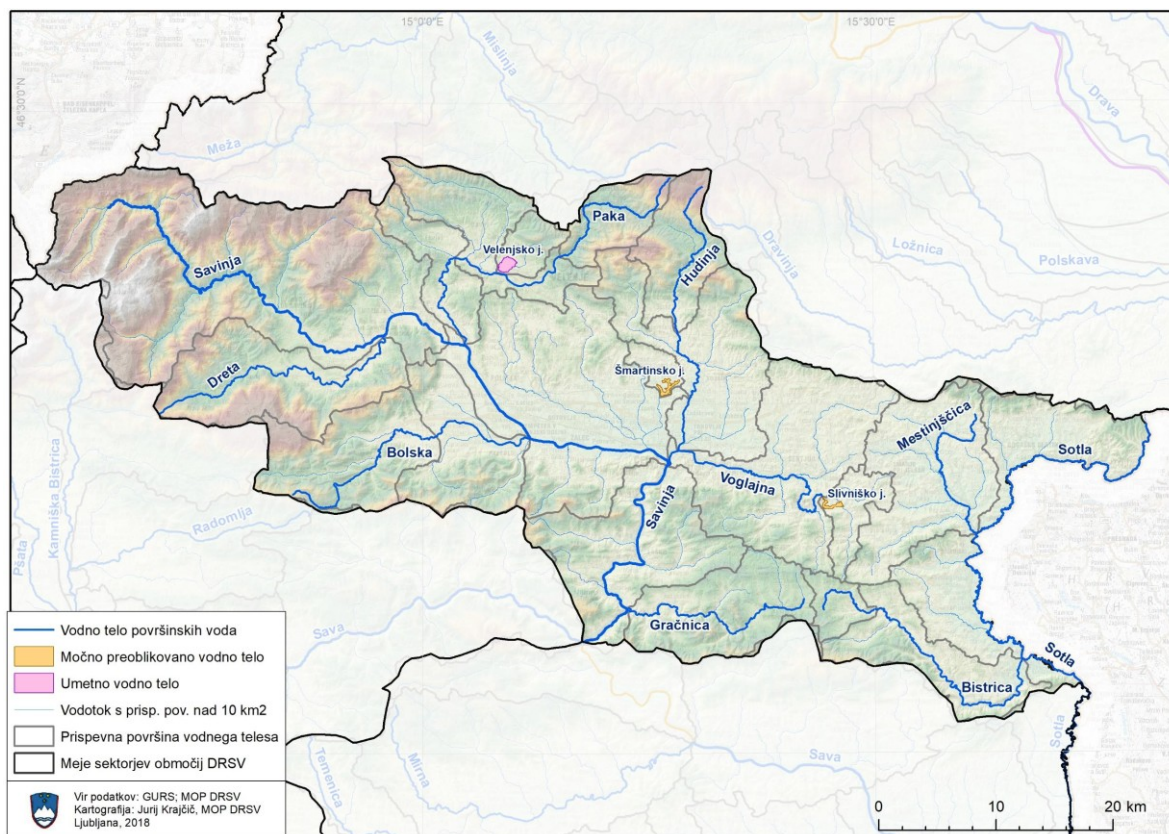 15°0'0"E
15°30'0"E
46°30'0"N
Mislinja
Drava
Meža
Paka
Velenjsko j.
Hudinja
Dravinja
Ložnica
Polskava
Savinja
Dreta
Šmartinsko j.
Mestinjščica
Sotla
Bolska
Voglajna
Slivniško j.
Savinja
Radomlja
Kamniška Bistrica
Pšata
Sava
Gračnica
Bistrica
Sotla
Sotla
Sava
Temenica
Mirna
Vodno telo površinskih voda
Močno preoblikovano vodno telo
Umetno vodno telo
Vodotok s prisp. pov. nad 10 km2
Prispevna površina vodnega telesa
Meje sektorjev območij DRSV
Vir podatkov: GURS; MOP DRSV
Kartografija: Jurij Krajčič, MOP DRSV
Ljubljana, 2018
0 10 20 km